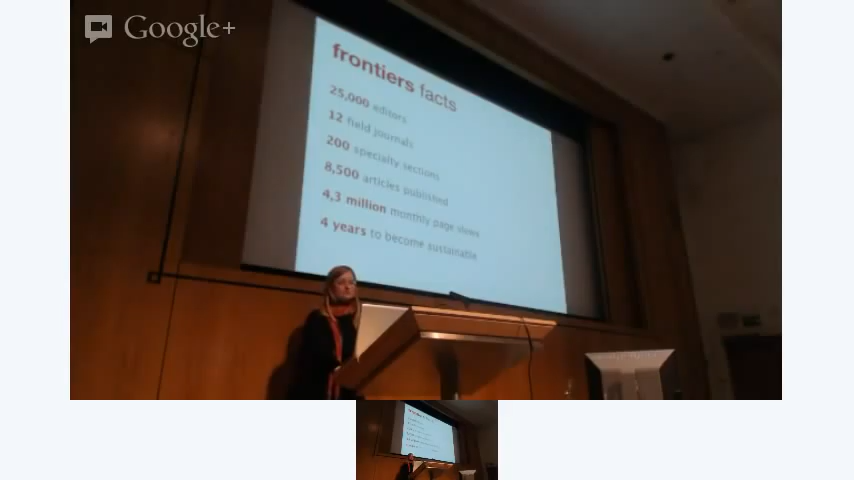 Google+
frontiers facts
25,000 editors
12 field journals
200 specialty sections
8,500 articles published
4,3 million monthly page views
4 years to become sustainable